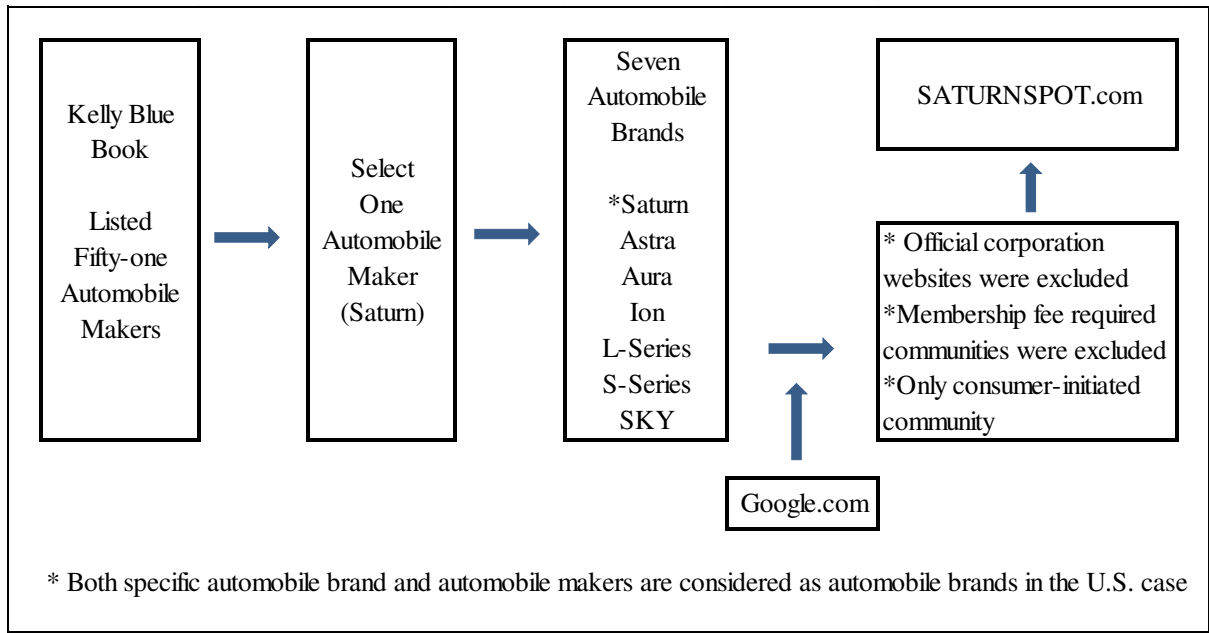 Kelly Blue
Book
Listed
Fifty-one
Automobile
Makers
Select
One
Automobile
Maker
(Saturn)
Seven
Automobile
Brands
*Saturn
Astra
Aura
Ion
L-Series
S-Series
SKY
Google.com
* Official corporation
websites were excluded
*Membership fee required
communities were excluded
*Only consumer-initiated
community
SATURNSPOT.com
* Both specific automobile brand and automobile makers are considered as automobile brands in the U.S. case